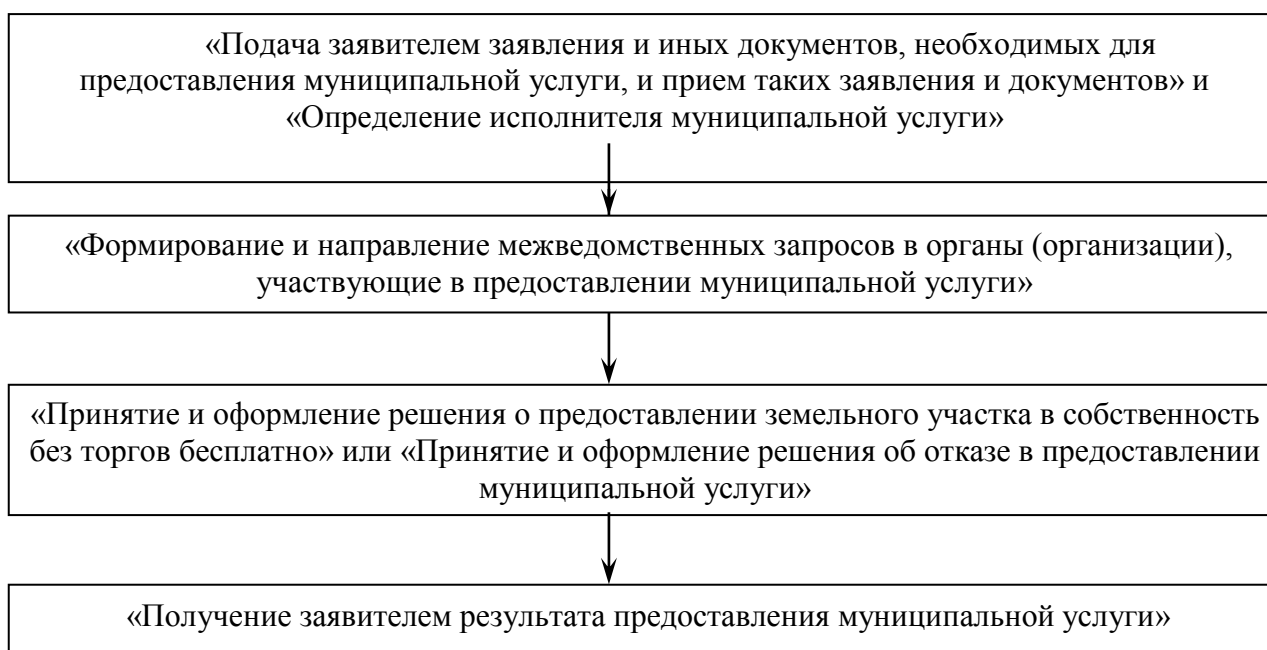 «Подача заявителем заявления и иных документов, необходимых для
предоставления муниципальной услуги, и прием таких заявления и документов» и
«Определение исполнителя муниципальной услуги»
«Формирование и направление межведомственных запросов в органы (организации),
участвующие в предоставлении муниципальной услуги»
«Принятие и оформление решения о предоставлении земельного участка в собственность
без торгов бесплатно» или «Принятие и оформление решения об отказе в предоставлении
муниципальной услуги»
«Получение заявителем результата предоставления муниципальной услуги»